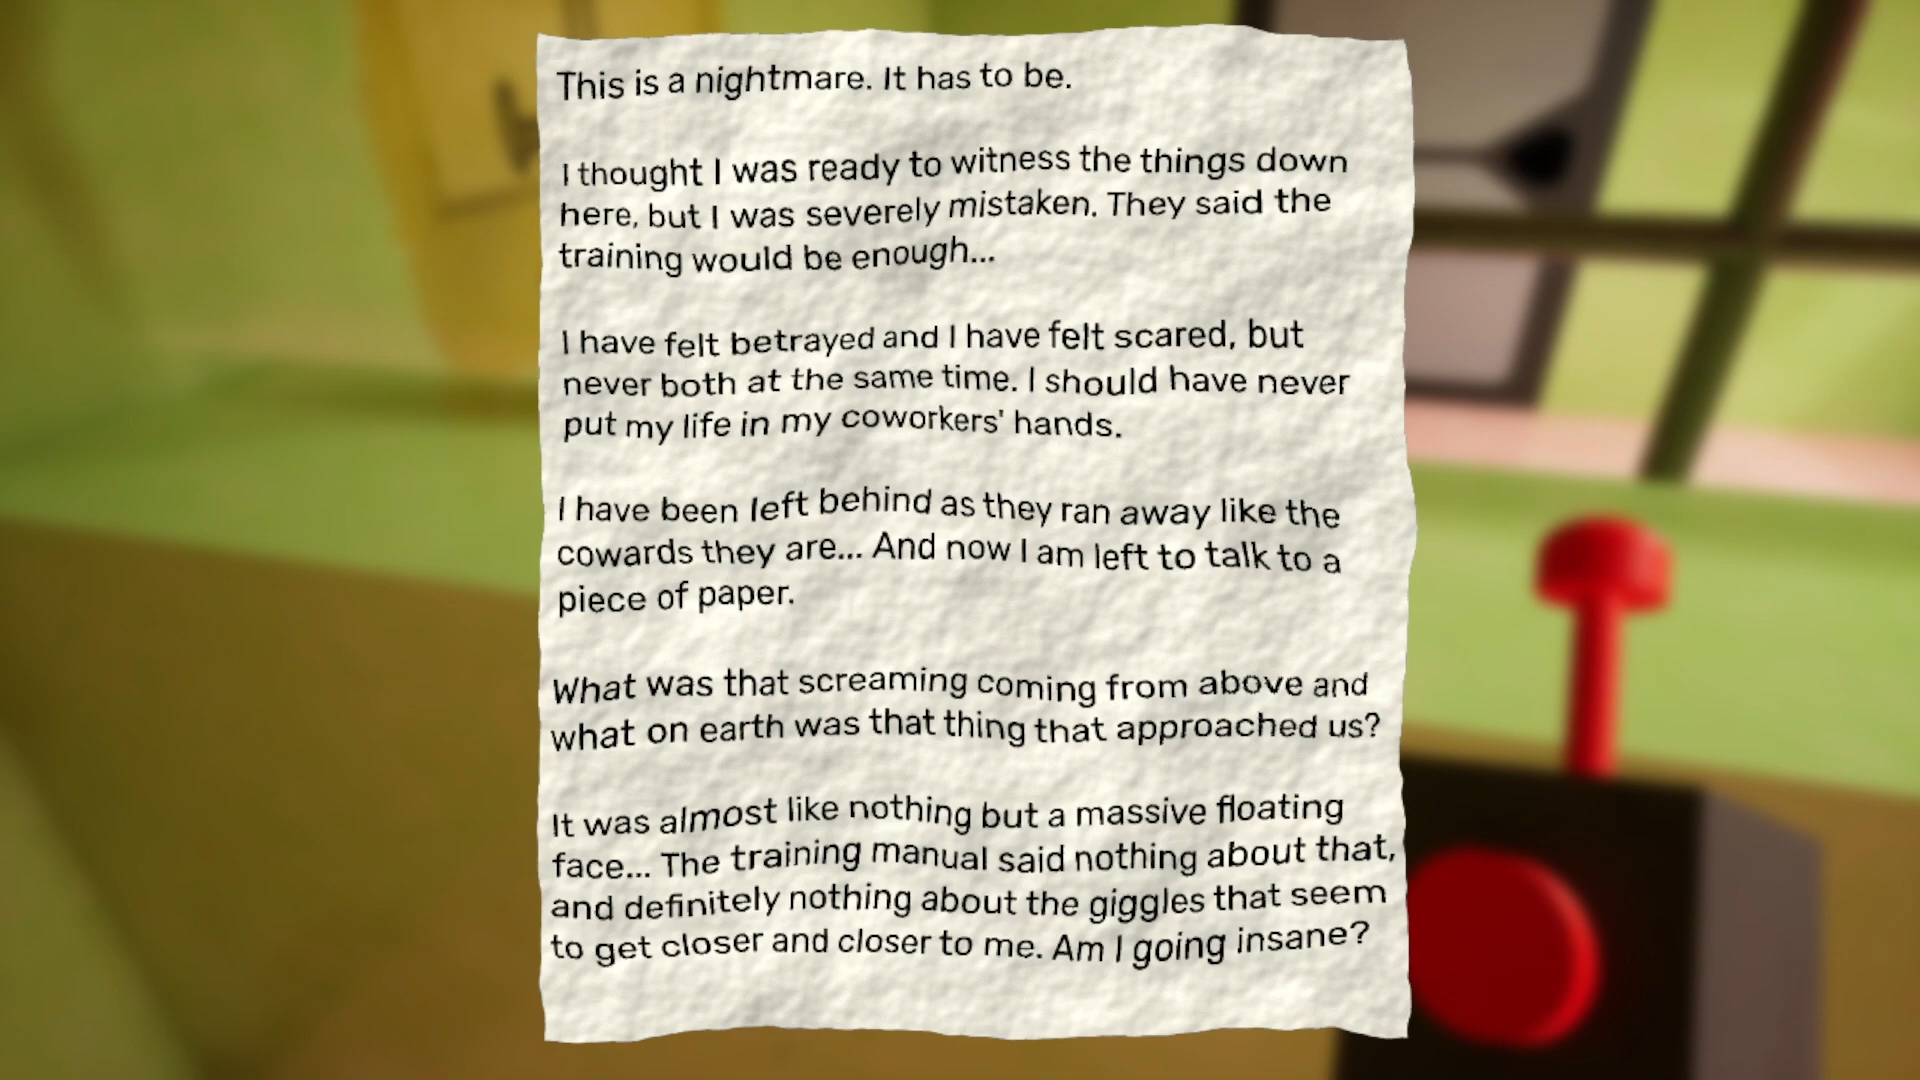 This is a nightmare. It has to be.
I thought I was ready to witness the things down
here, but I was severely mistaken. They said the
training would be enough...
I have felt betrayed and I have felt scared, but
never both at the same time. I should have never
put my life in my coworkers' hands.
I have been left behind as they ran away like the
cowards they are... And now I am left to talk to a
piece of paper.
What was that screaming coming from above and
what on earth was that thing that approached us?
It was almost like nothing but a massive floating
face... The training manual said nothing about that,
and definitely nothing about the giggles that seem
to get closer and closer to me. Am I going insane?